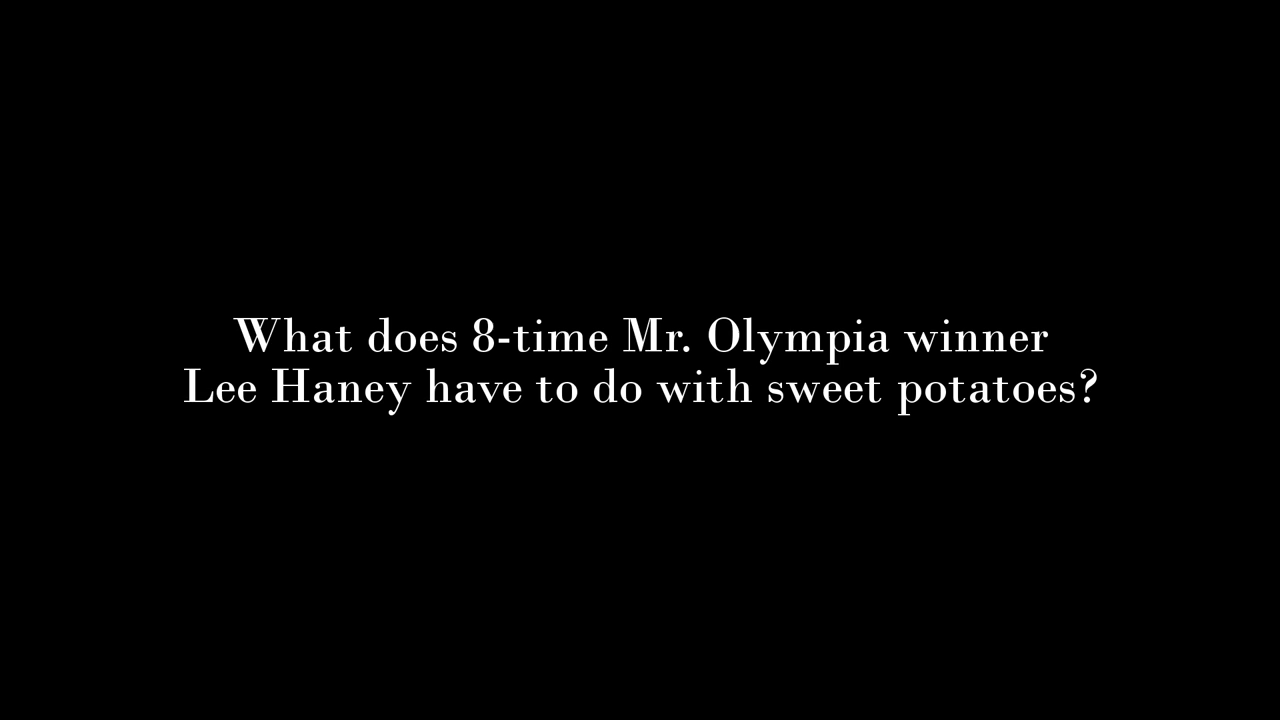 What does 8-time Mr. Olympia winner
Lee Haney have to do with sweet potatoes?